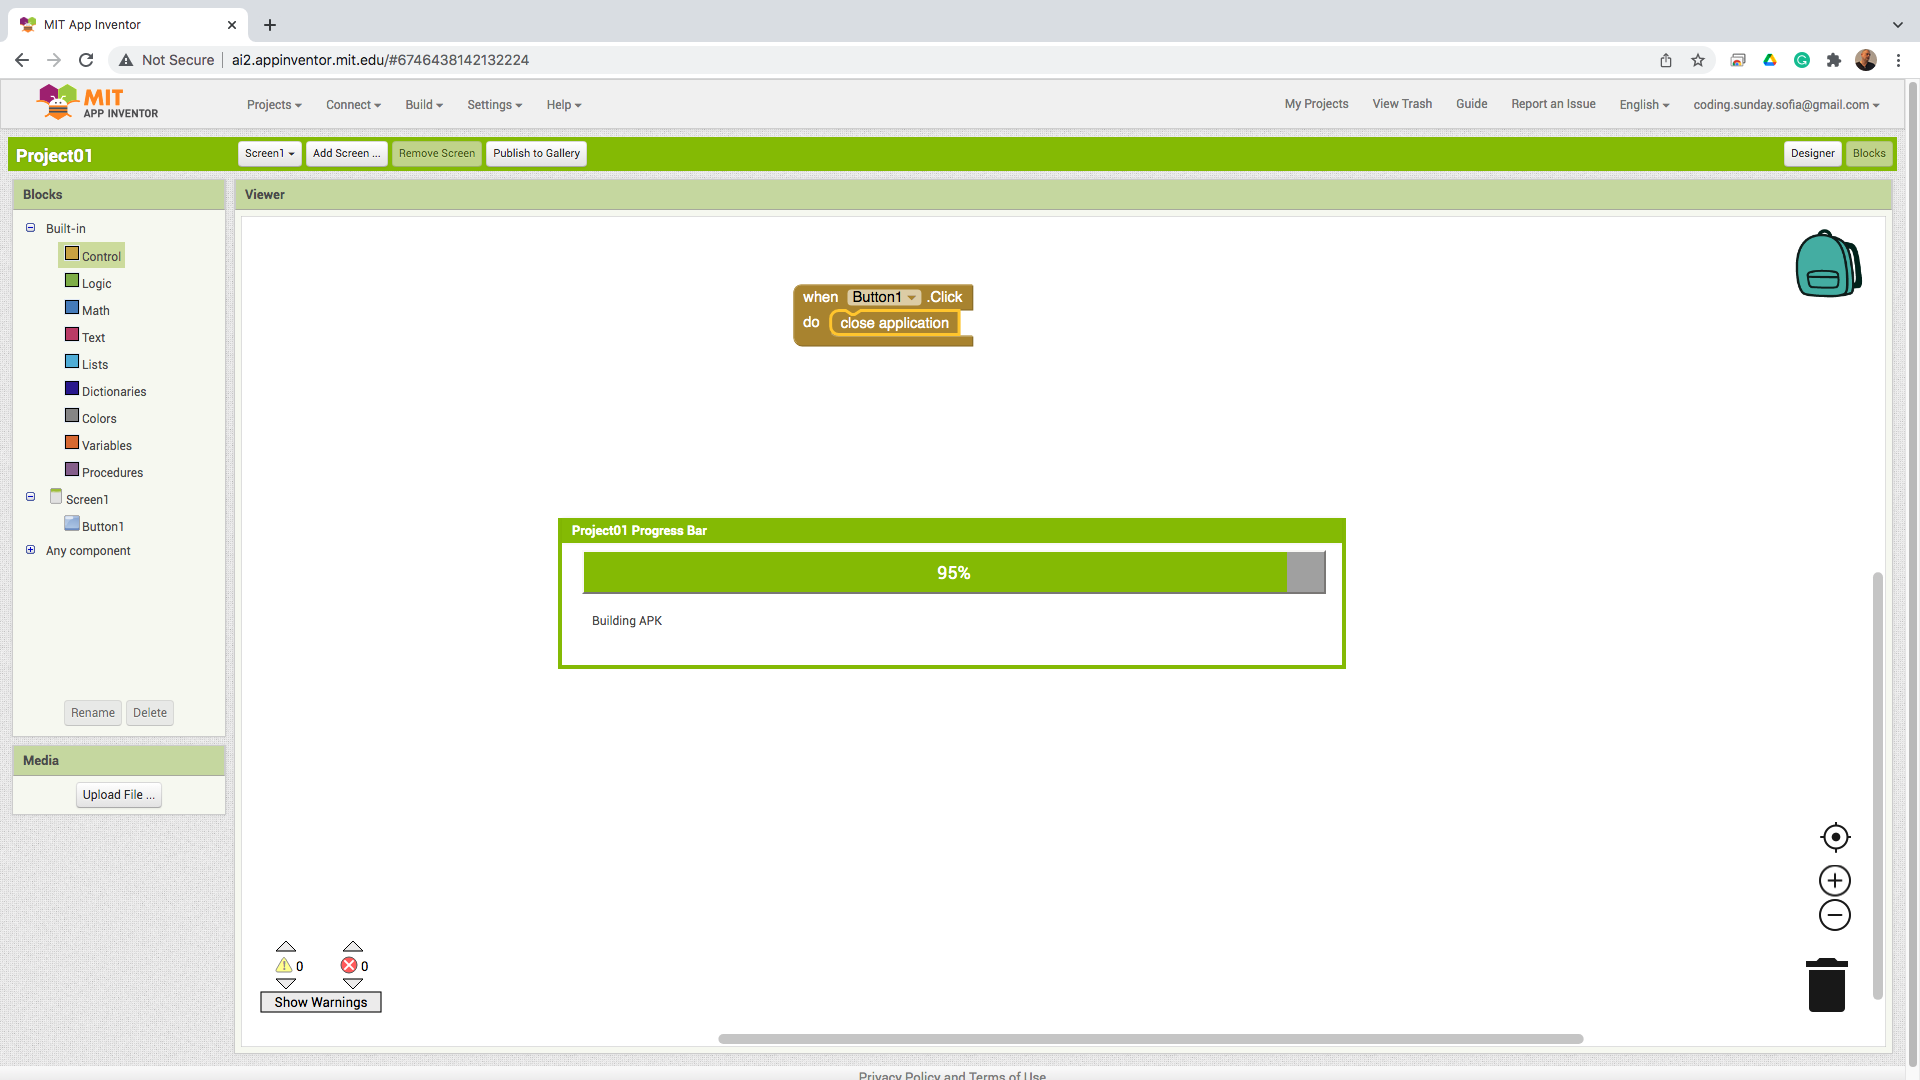 MIT App Inventor
Not Secure ai2.appinventor.mit.edu/#6746438142132224
MIT
APP INVENTOR
Projects Connect Build Settings Help My Projects View Trash Guide Report an Issue English coding.sunday.sofia@gmail.com
Project01 Screen1 Add Screen ... Remove Screen Publish to Gallery Designer Blocks
Blocks
Viewer
Built-in
Control
Logic
Math
Text
Lists
Dictionaries
Colors
Variables
Procedures
Screen1
Button1
Any component
Rename Delete
Media
Upload File ...
when Button1 .Click
do close application
Project01 Progress Bar
95%
Building APK
0 0
Show Warnings
Privacy Policy and Terms of Use